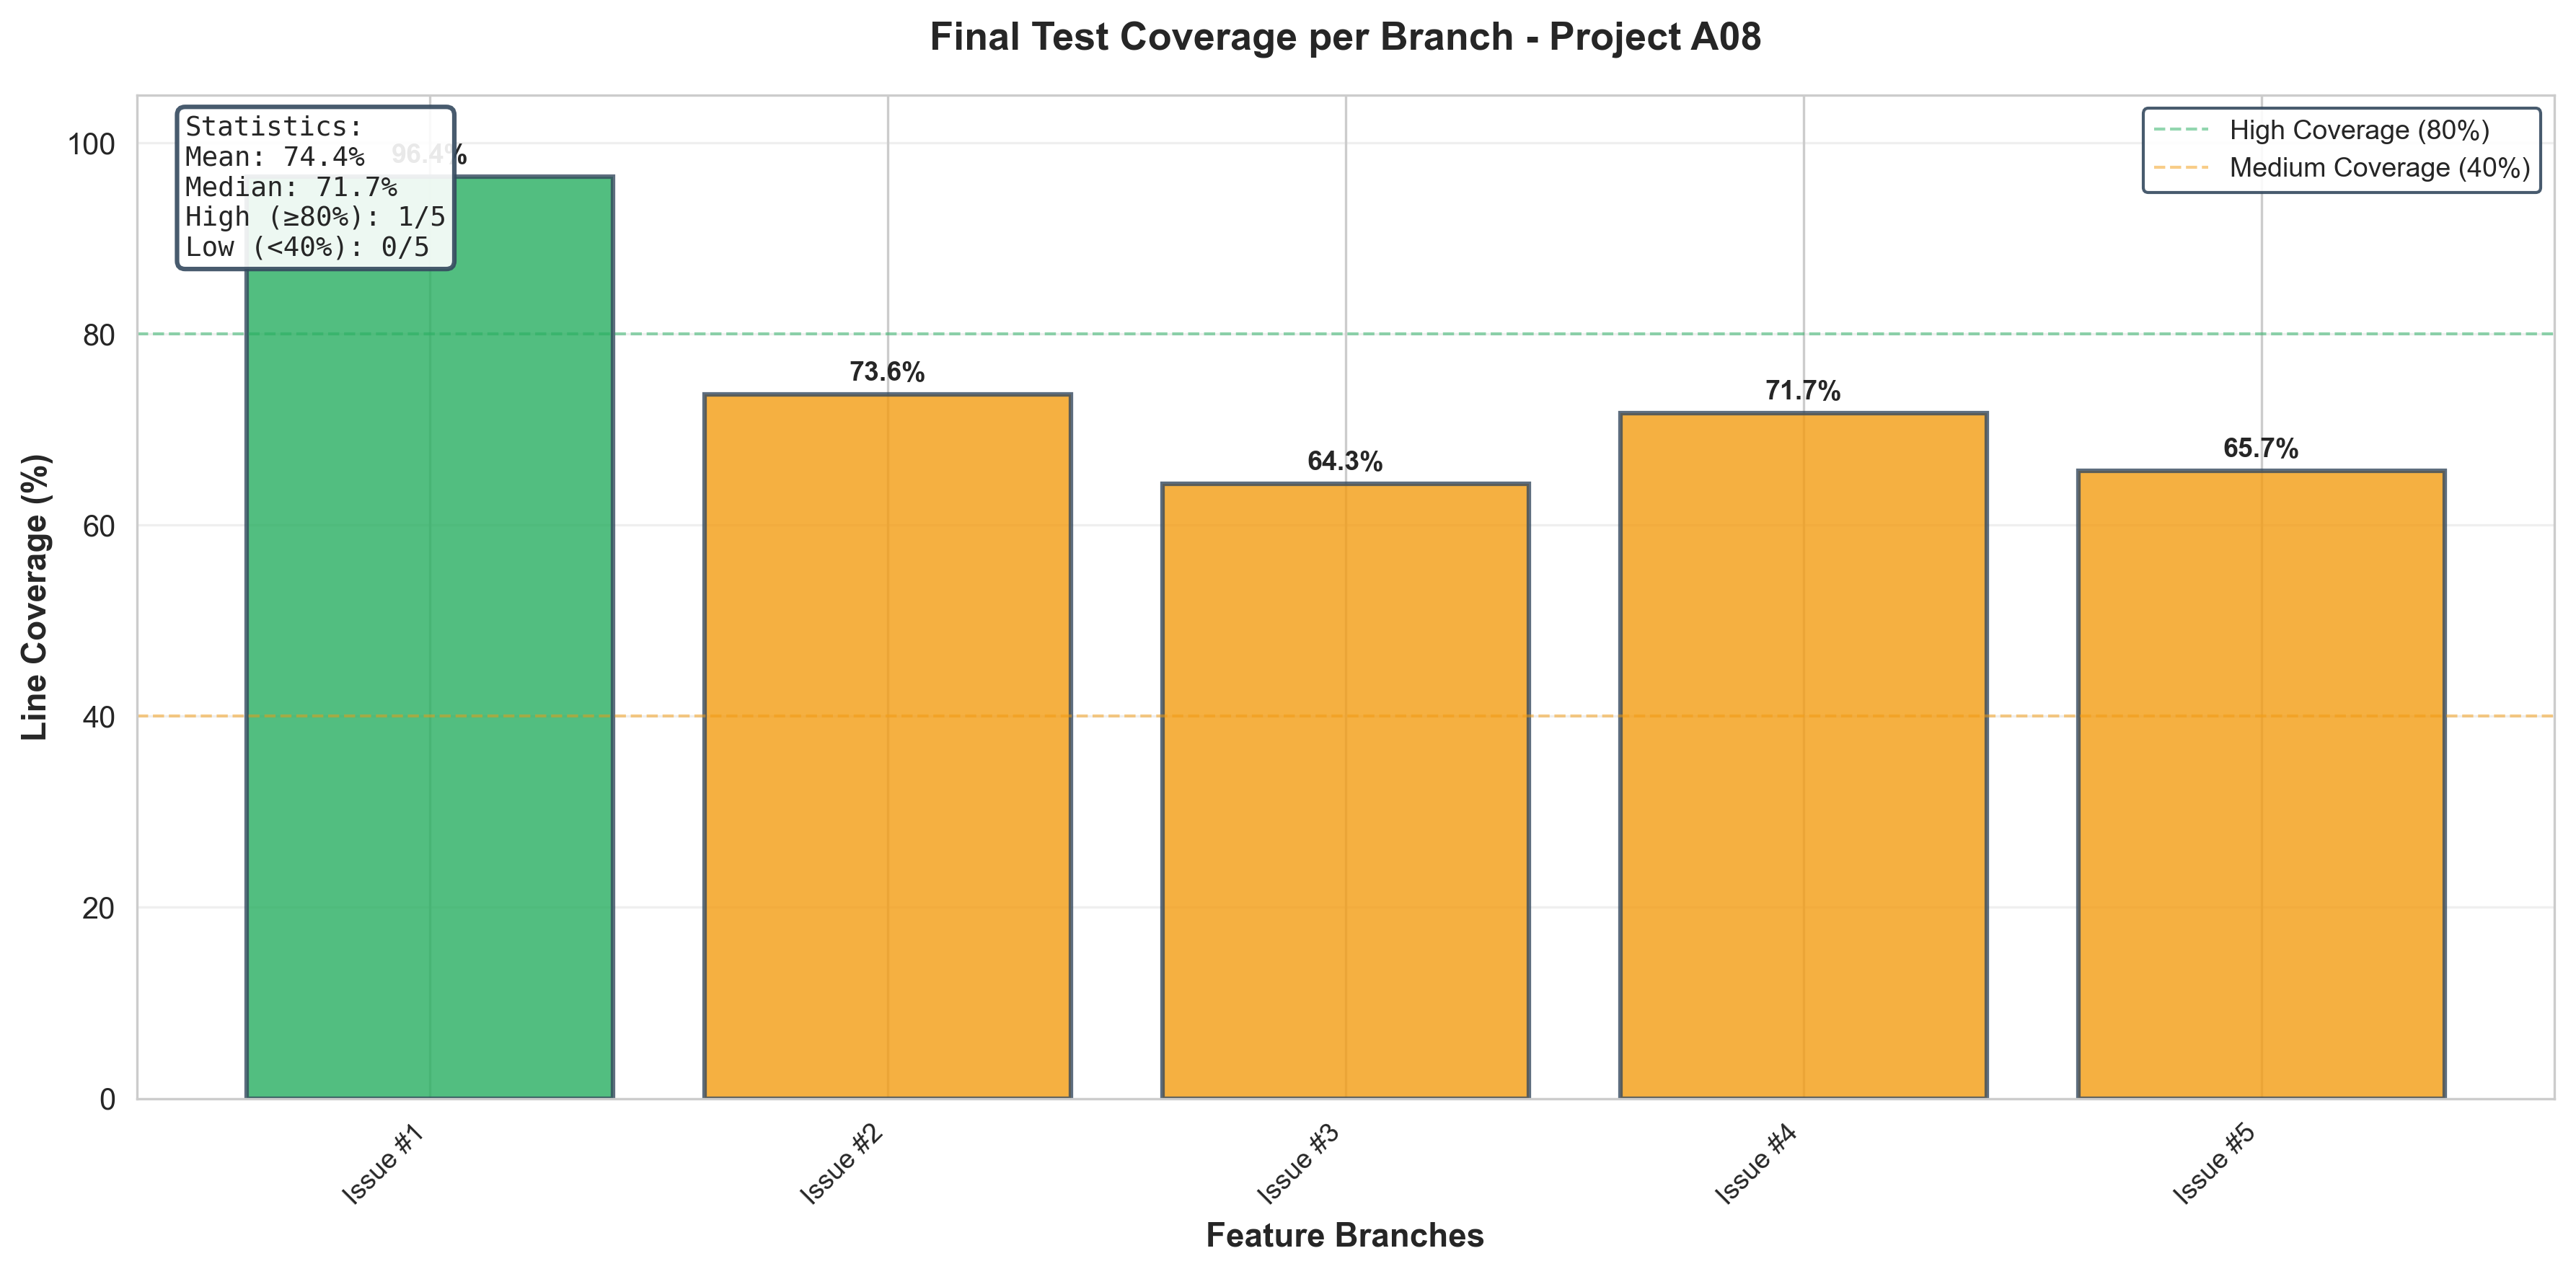 Final Test Coverage per Branch - Project A08
Statistics:
Mean: 74.4%
Median: 71.7%
High (≥80%): 1/5
Low (<40%): 0/5
High Coverage (80%)
Medium Coverage (40%)
96.4%
73.6%
64.3%
71.7%
65.7%
Line Coverage (%)
100
80
60
40
20
0
Issue #1
Issue #2
Issue #3
Issue #4
Issue #5
Feature Branches